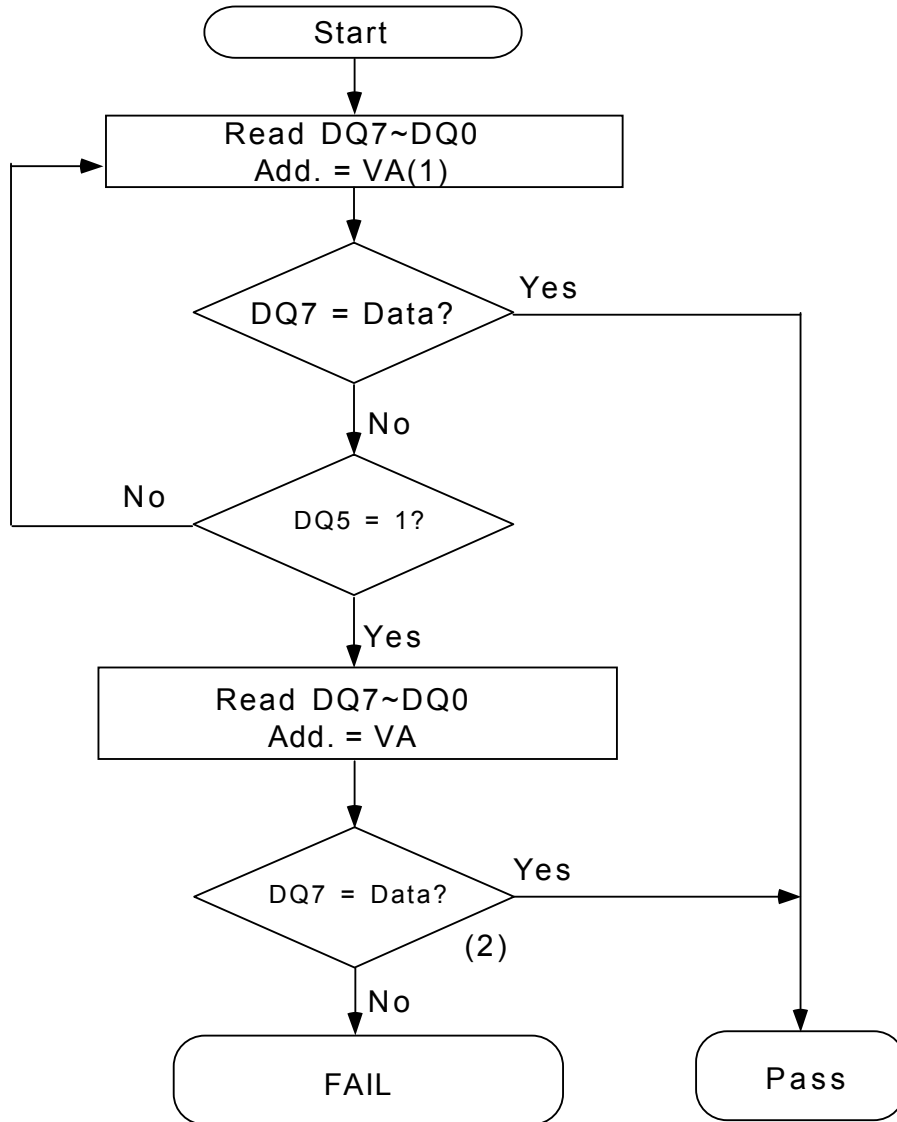 Start
Read DQ7~DQ0
Add. = VA(1)
DQ7 = Data?
Yes
No
DQ5 = 1?
No
Yes
Read DQ7~DQ0
Add. = VA
DQ7 = Data?
Yes
(2)
No
FAIL
Pass